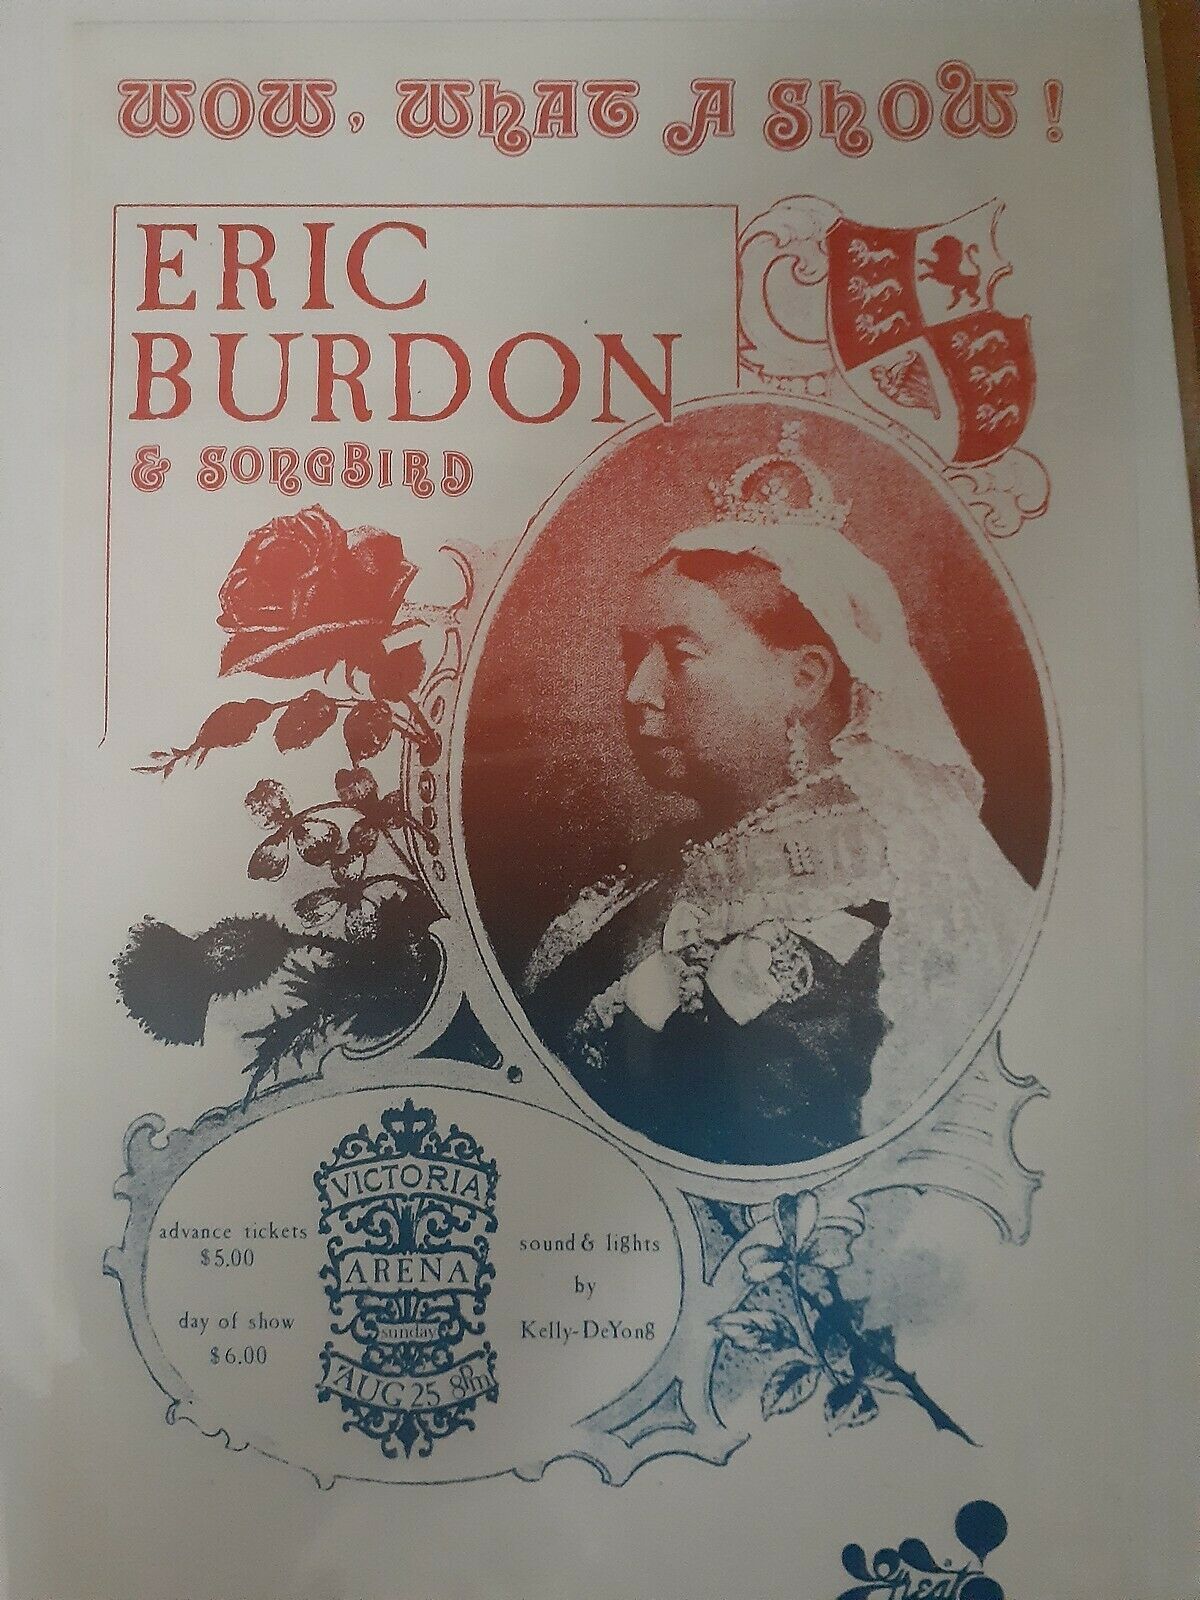 WOW, WHAT A SHOW!
ERIC
BURDON
& SONGBIRD
VICTORIA
ARENA
sunday
AUG 25 8Pm
advance tickets
$5.00
day of show
$6.00
sound & lights
by
Kelly-DeYong
a
Great